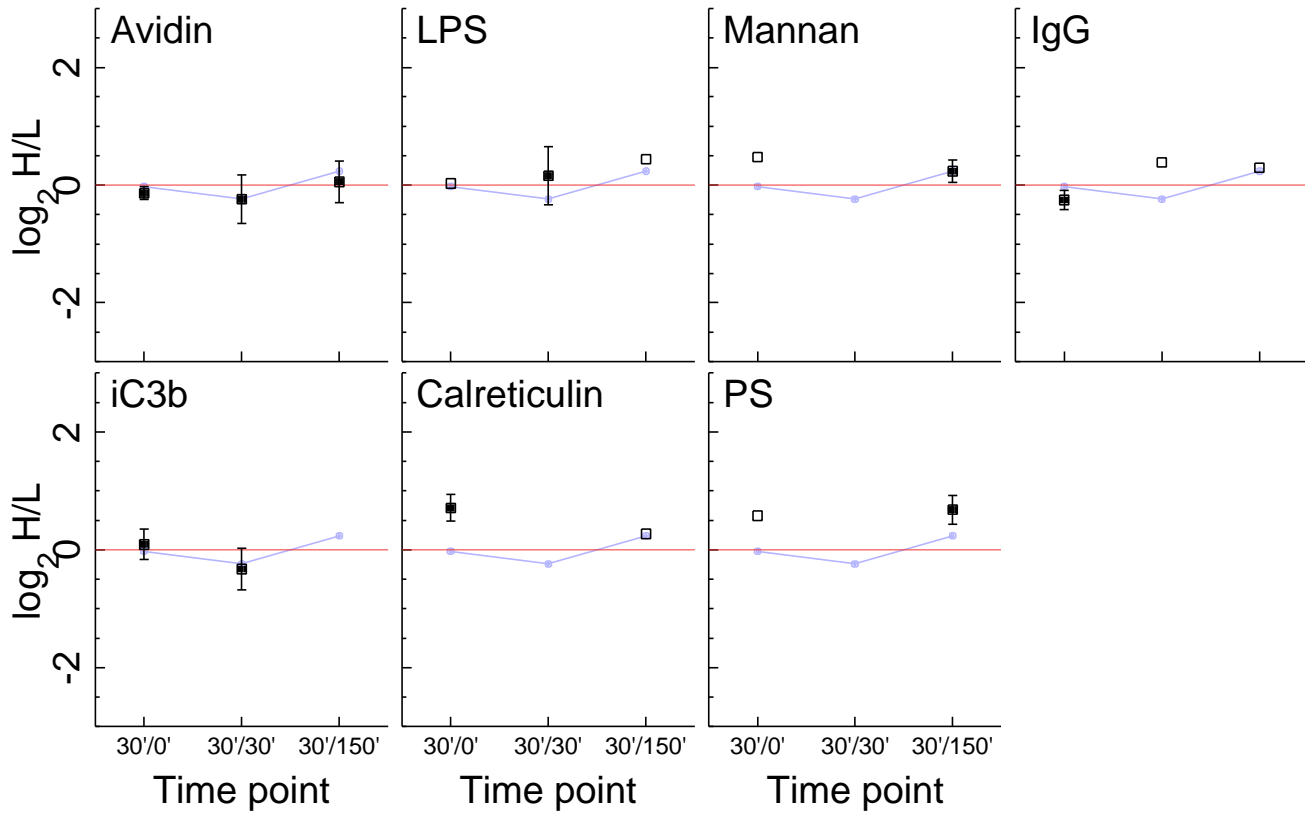 Avidin
LPS
Mannan
IgG
log2 H/L
2
0
-2
iC3b
Calreticulin
PS
log2 H/L
2
0
-2
30'/0' 30'/30' 30'/150'
30'/0' 30'/30' 30'/150'
30'/0' 30'/30' 30'/150'
Time point
Time point
Time point